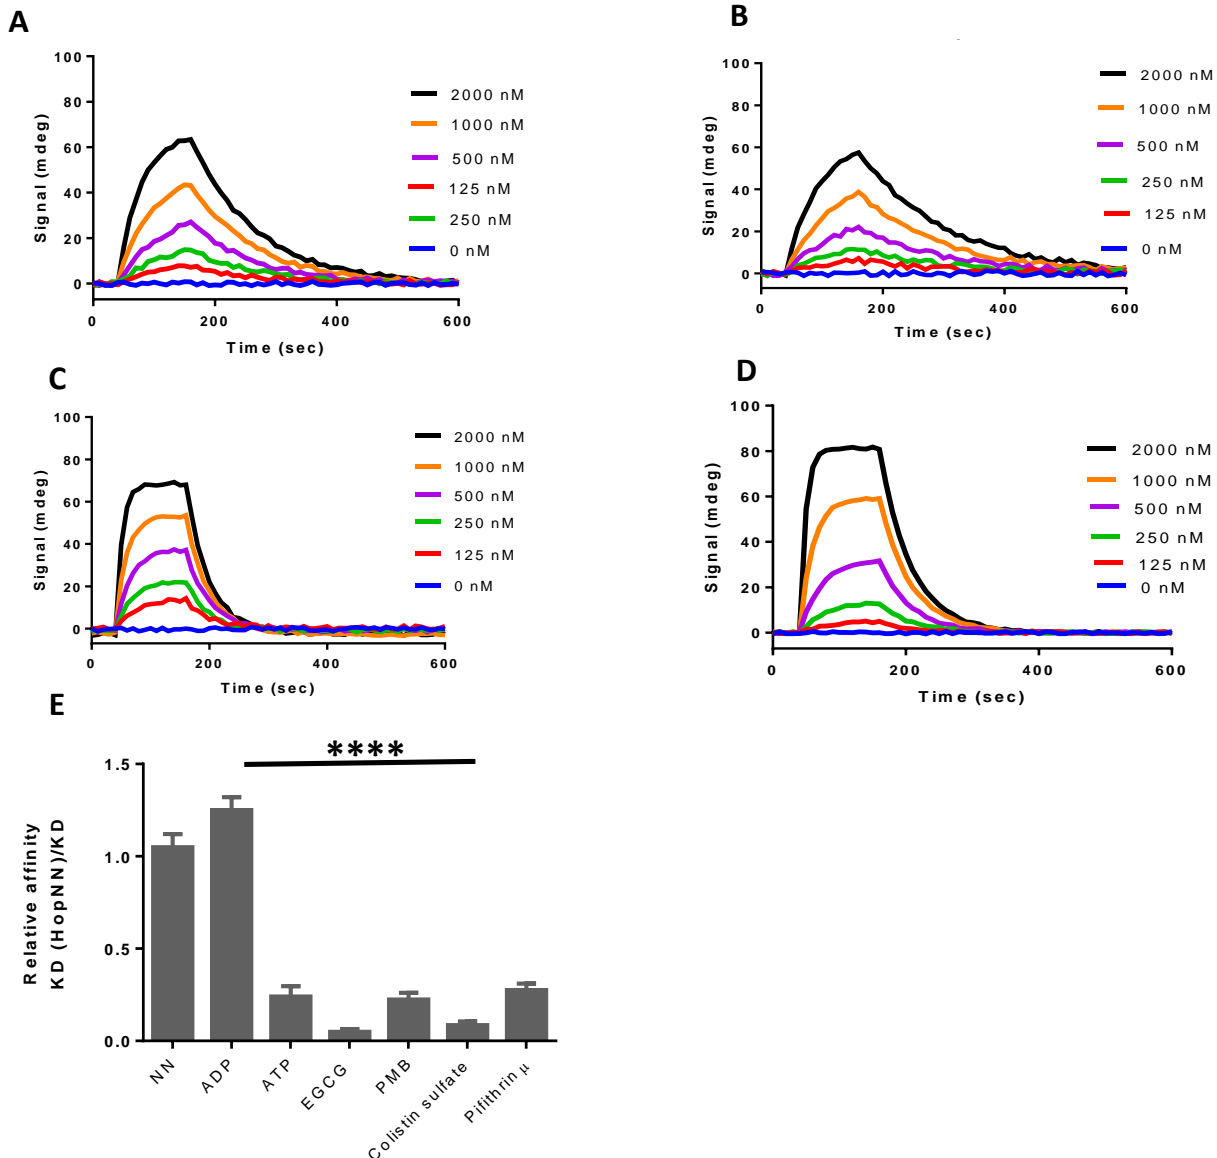 A
100
80
60
40
20
0
Signal (mdeg)
0 200 400 600
Time (sec)
2000 nM
1000 nM
500 nM
125 nM
250 nM
0 nM
B
100
80
60
40
20
0
Signal (mdeg)
0 200 400 600
Time (sec)
2000 nM
1000 nM
500 nM
250 nM
125 nM
0 nM
C
100
80
60
40
20
0
Signal (mdeg)
0 200 400 600
Time (sec)
2000 nM
1000 nM
500 nM
250 nM
125 nM
0 nM
D
100
80
60
40
20
0
Signal (mdeg)
0 200 400 600
Time (sec)
2000 nM
1000 nM
500 nM
250 nM
125 nM
0 nM
E
****
1.5
1.0
0.5
0.0
Relative affinity
KD (HopNN)/KD
NN
ADP
ATP
EGCG
PMB
Colistin sulfate
Pifithrin µ